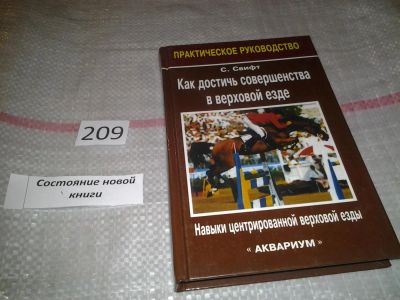 ПРАКТИЧЕСКОЕ РУКОВОДСТВО
С. Свифт
Как достичь совершенства
в верховой езде
Навыки центрированной верховой езды
« АКВАРИУМ »
209
Состояние новой
книги